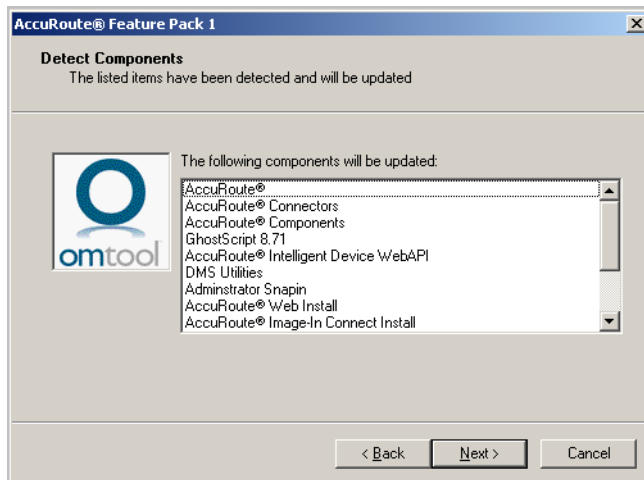 AccuRoute® Feature Pack 1
Detect Components
The listed items have been detected and will be updated
omtool
The following components will be updated:
AccuRoute®
AccuRoute® Connectors
AccuRoute® Components
GhostScript 8.71
AccuRoute® Intelligent Device WebAPI
DMS Utilities
Adminstrator Snapin
AccuRoute® Web Install
AccuRoute® Image-In Connect Install
< Back Next > Cancel